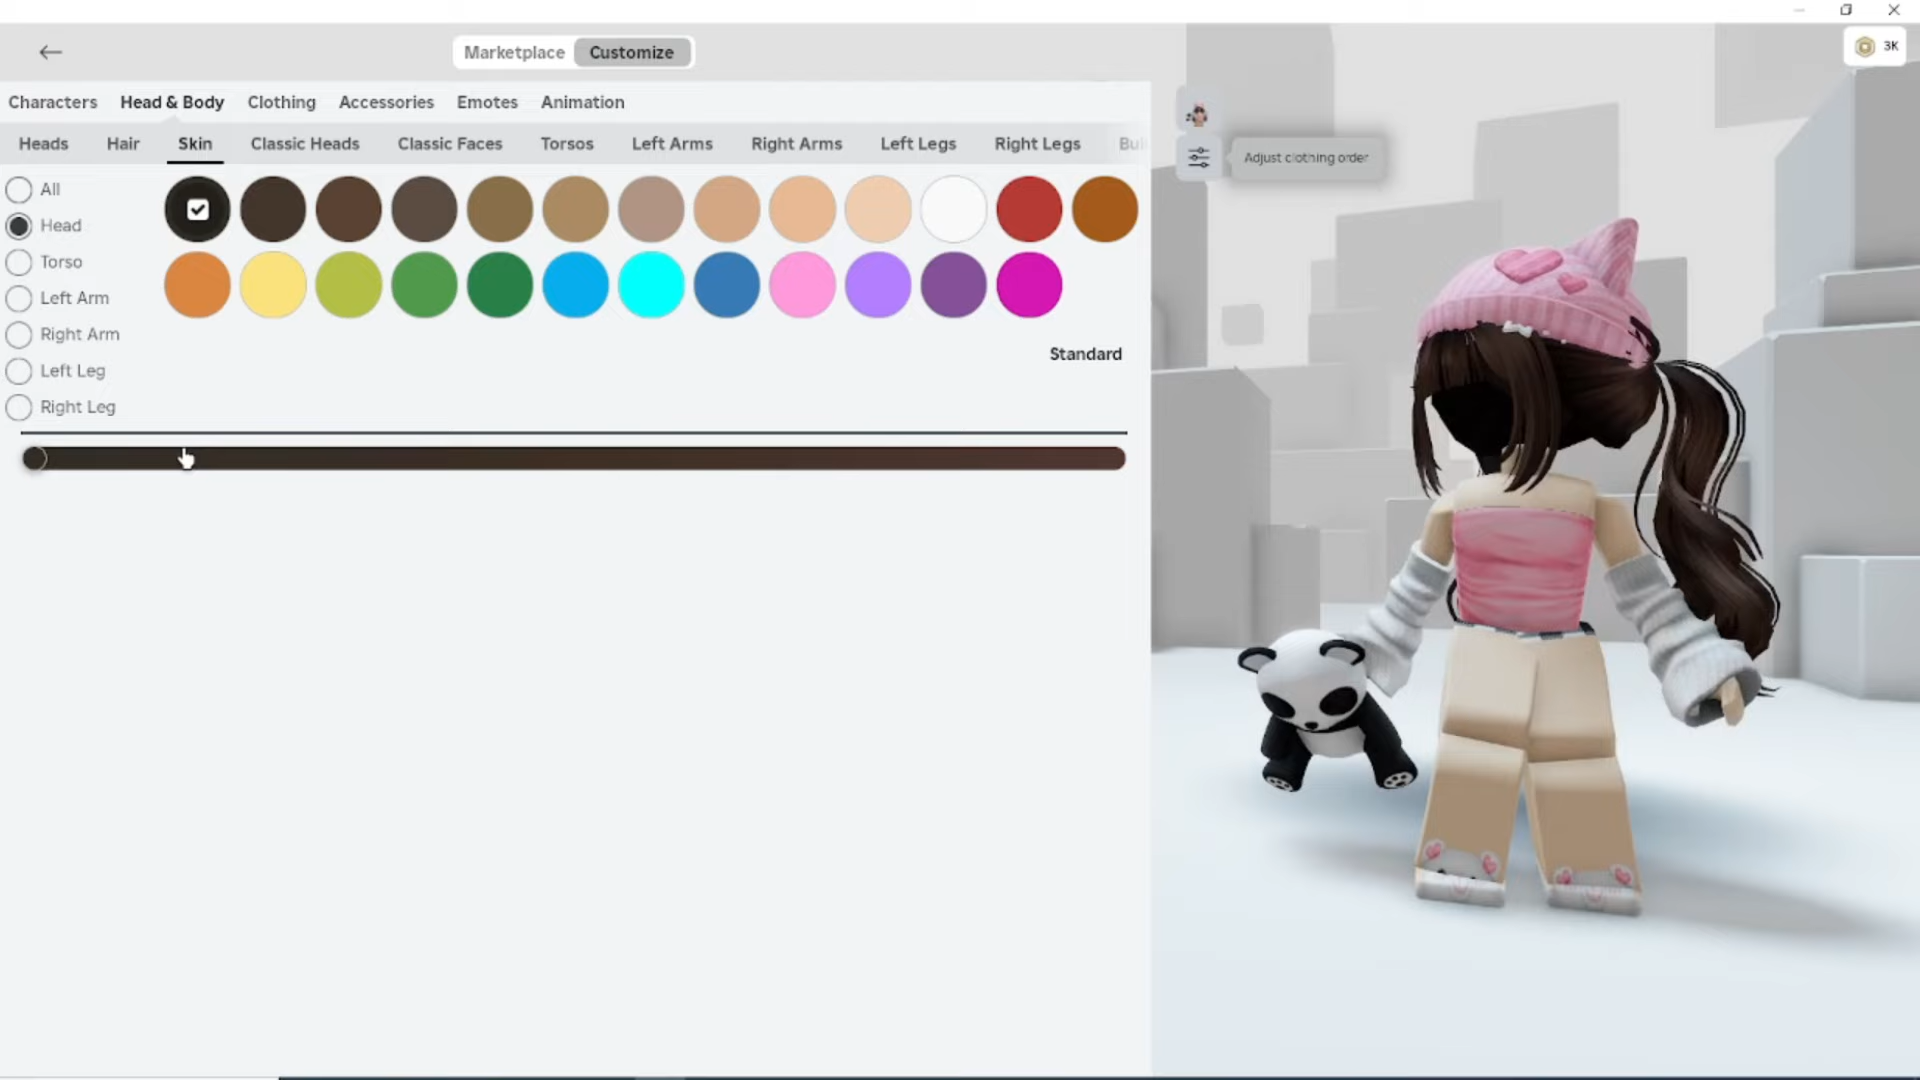 Marketplace Customize
3K
Characters Head & Body Clothing Accessories Emotes Animation
Heads Hair Skin Classic Heads Classic Faces Torsos Left Arms Right Arms Left Legs Right Legs
Adjust clothing order
All
Head
Torso
Left Arm
Right Arm
Left Leg
Right Leg
Standard